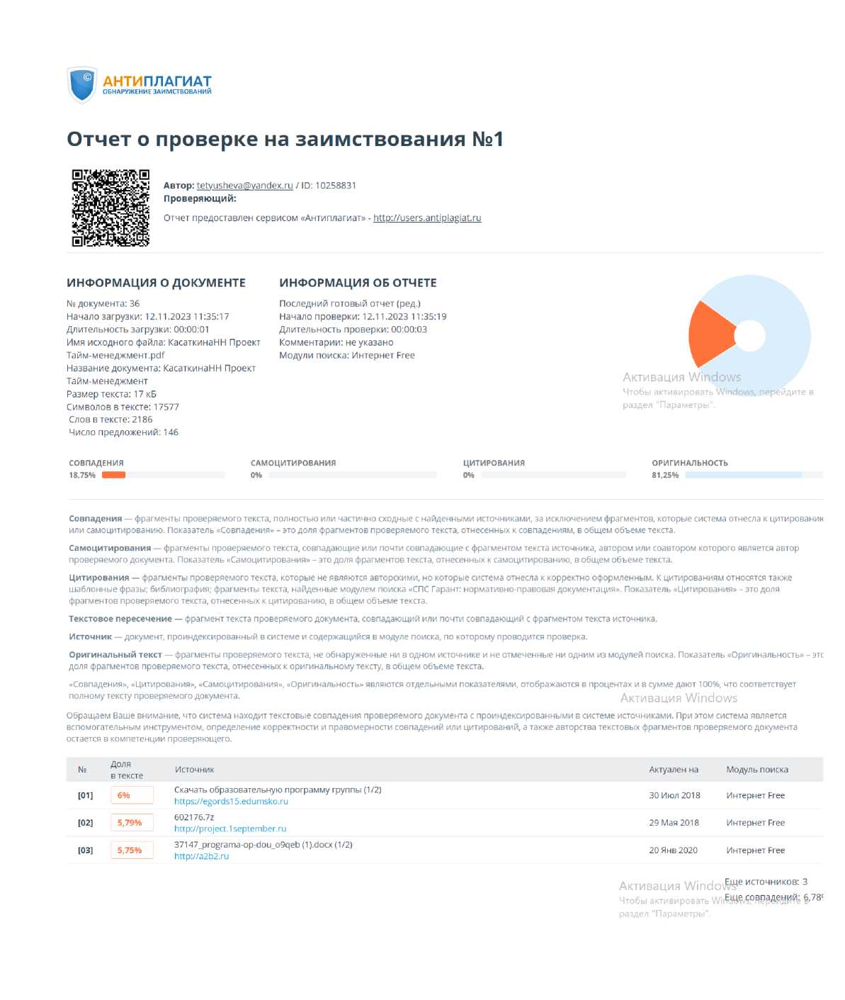 ©
АНТИПЛАГИАТ
ОБНАРУЖЕНИЕ ЗАИМСТВОВАНИЙ
Отчет о проверке на заимствования №1
Автор: tetyusheva@yandex.ru / ID: 10258831
Проверяющий:
Отчет предоставлен сервисом «Антиплагиат» - http://users.antiplagiat.ru
ИНФОРМАЦИЯ О ДОКУМЕНТЕ
№ документа: 36
Начало загрузки: 12.11.2023 11:35:17
Длительность загрузки: 00:00:01
Имя исходного файла: КасаткинаНН Проект
Тайм-менеджмент.pdf
Название документа: КасаткинаНН Проект
Тайм-менеджмент
Размер текста: 17 кБ
Символов в тексте: 17577
Слов в тексте: 2186
Число предложений: 146
ИНФОРМАЦИЯ ОБ ОТЧЕТЕ
Последний готовый отчет (ред.)
Начало проверки: 12.11.2023 11:35:19
Длительность проверки: 00:00:03
Комментарии: не указано
Модули поиска: Интернет Free
Активация Windows
Чтобы активировать Windows, перейдите в
раздел "Параметры".
СОВПАДЕНИЯ
18,75%
САМОЦИТИРОВАНИЯ
0%
ЦИТИРОВАНИЯ
0%
ОРИГИНАЛЬНОСТЬ
81,25%
Совпадения — фрагменты проверяемого текста, полностью или частично сходные с найденными источниками, за исключением фрагментов, которые система отнесла к цитированию
или самоцитированию. Показатель «Совпадения» – это доля фрагментов проверяемого текста, отнесенных к совпадениям, в общем объеме текста.
Самоцитирования — фрагменты проверяемого текста, совпадающие или почти совпадающие с фрагментом текста источника, автором или соавтором которого является автор
проверяемого документа. Показатель «Самоцитирования» – это доля фрагментов текста, отнесенных к самоцитированию, в общем объеме текста.
Цитирования — фрагменты проверяемого текста, которые не являются авторскими, но которые система отнесла к корректно оформленным. К цитированиям относятся также
шаблонные фразы; библиография; фрагменты текста, найденные модулем поиска «СПС Гарант: нормативно-правовая документация». Показатель «Цитирования» – это доля
фрагментов проверяемого текста, отнесенных к цитированию, в общем объеме текста.
Текстовое пересечение — фрагмент текста проверяемого документа, совпадающий или почти совпадающий с фрагментом текста источника.
Источник — документ, проиндексированный в системе и содержащийся в модуле поиска, по которому проводится проверка.
Оригинальный текст — фрагменты проверяемого текста, не обнаруженные ни в одном источнике и не отмеченные ни одним из модулей поиска. Показатель «Оригинальность» – это
доля фрагментов проверяемого текста, отнесенных к оригинальному тексту, в общем объеме текста.
«Совпадения», «Цитирования», «Самоцитирования», «Оригинальность» являются отдельными показателями, отображаются в процентах и в сумме дают 100%, что соответствует
полному тексту проверяемого документа.
Активация Windows
Обращаем Ваше внимание, что система находит текстовые совпадения проверяемого документа с проиндексированными в системе источниками. При этом система является
вспомогательным инструментом, определение корректности и правомерности совпадений или цитирований, а также авторства текстовых фрагментов проверяемого документа
остается в компетенции проверяющего.
№ Доля в тексте Источник Актуален на Модуль поиска
[01] 6% Скачать образовательную программу группы (1/2) 30 Июл 2018 Интернет Free
https://egords15.edumsko.ru
[02] 5,79% 602176.7z 29 Мая 2018 Интернет Free
http://project.1september.ru
[03] 5,75% 37147_programa-op-dou_o9qeb (1).docx (1/2) 20 Янв 2020 Интернет Free
http://a2b2.ru
Еще источников: 3
Еще совпадений: 6,78%
Активация Windows
Чтобы активировать Windows, перейдите в
раздел "Параметры".